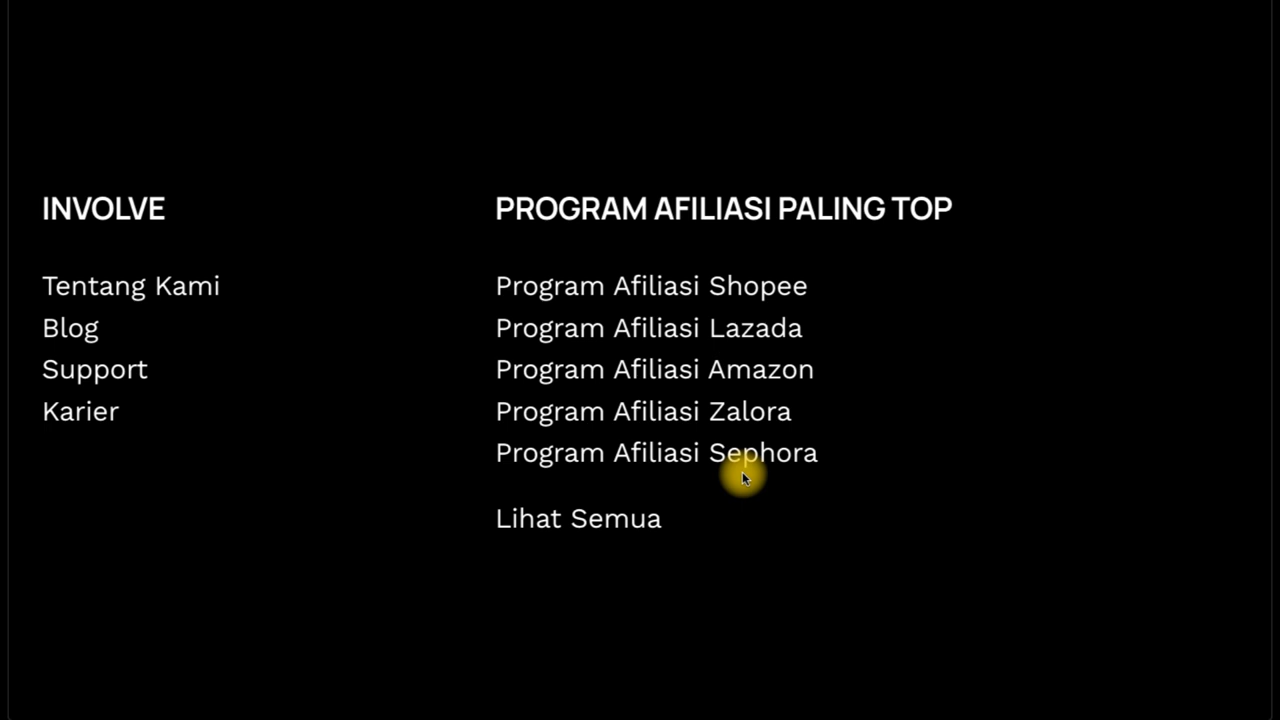 INVOLVE
Tentang Kami
Blog
Support
Karier
PROGRAM AFILIASI PALING TOP
Program Afiliasi Shopee
Program Afiliasi Lazada
Program Afiliasi Amazon
Program Afiliasi Zalora
Program Afiliasi Sephora
Lihat Semua